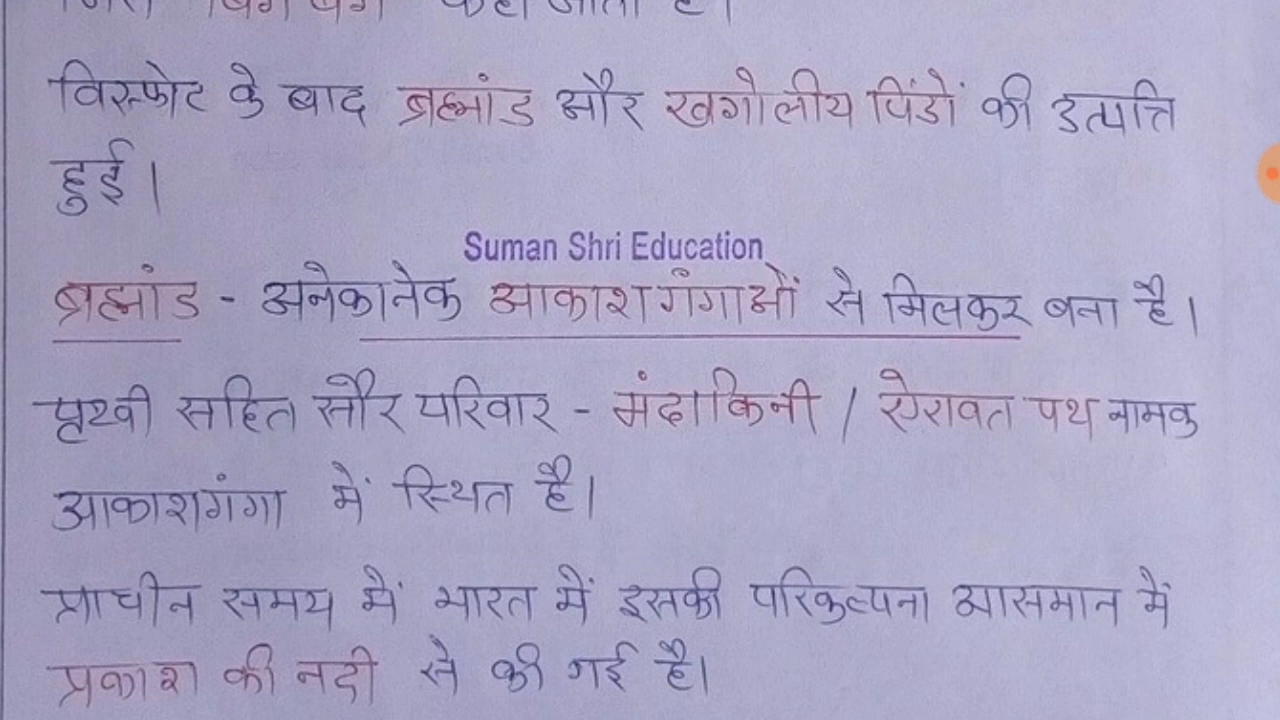 जिसे बिग बैंग कहा जाता है।
विस्फोट के बाद ब्रह्मांड और खगोलीय पिंडों की उत्पत्ति
हुई।
Suman Shri Education
ब्रह्मांड - अनेकानेक आकाशगंगाओं से मिलकर बना है।
पृथ्वी सहित सौर परिवार - मंदाकिनी / ऐरावत पथ नामक
आकाशगंगा में स्थित है।
प्राचीन समय में भारत में इसकी परिकल्पना आसमान में
प्रकाश की नदी से की गई है।